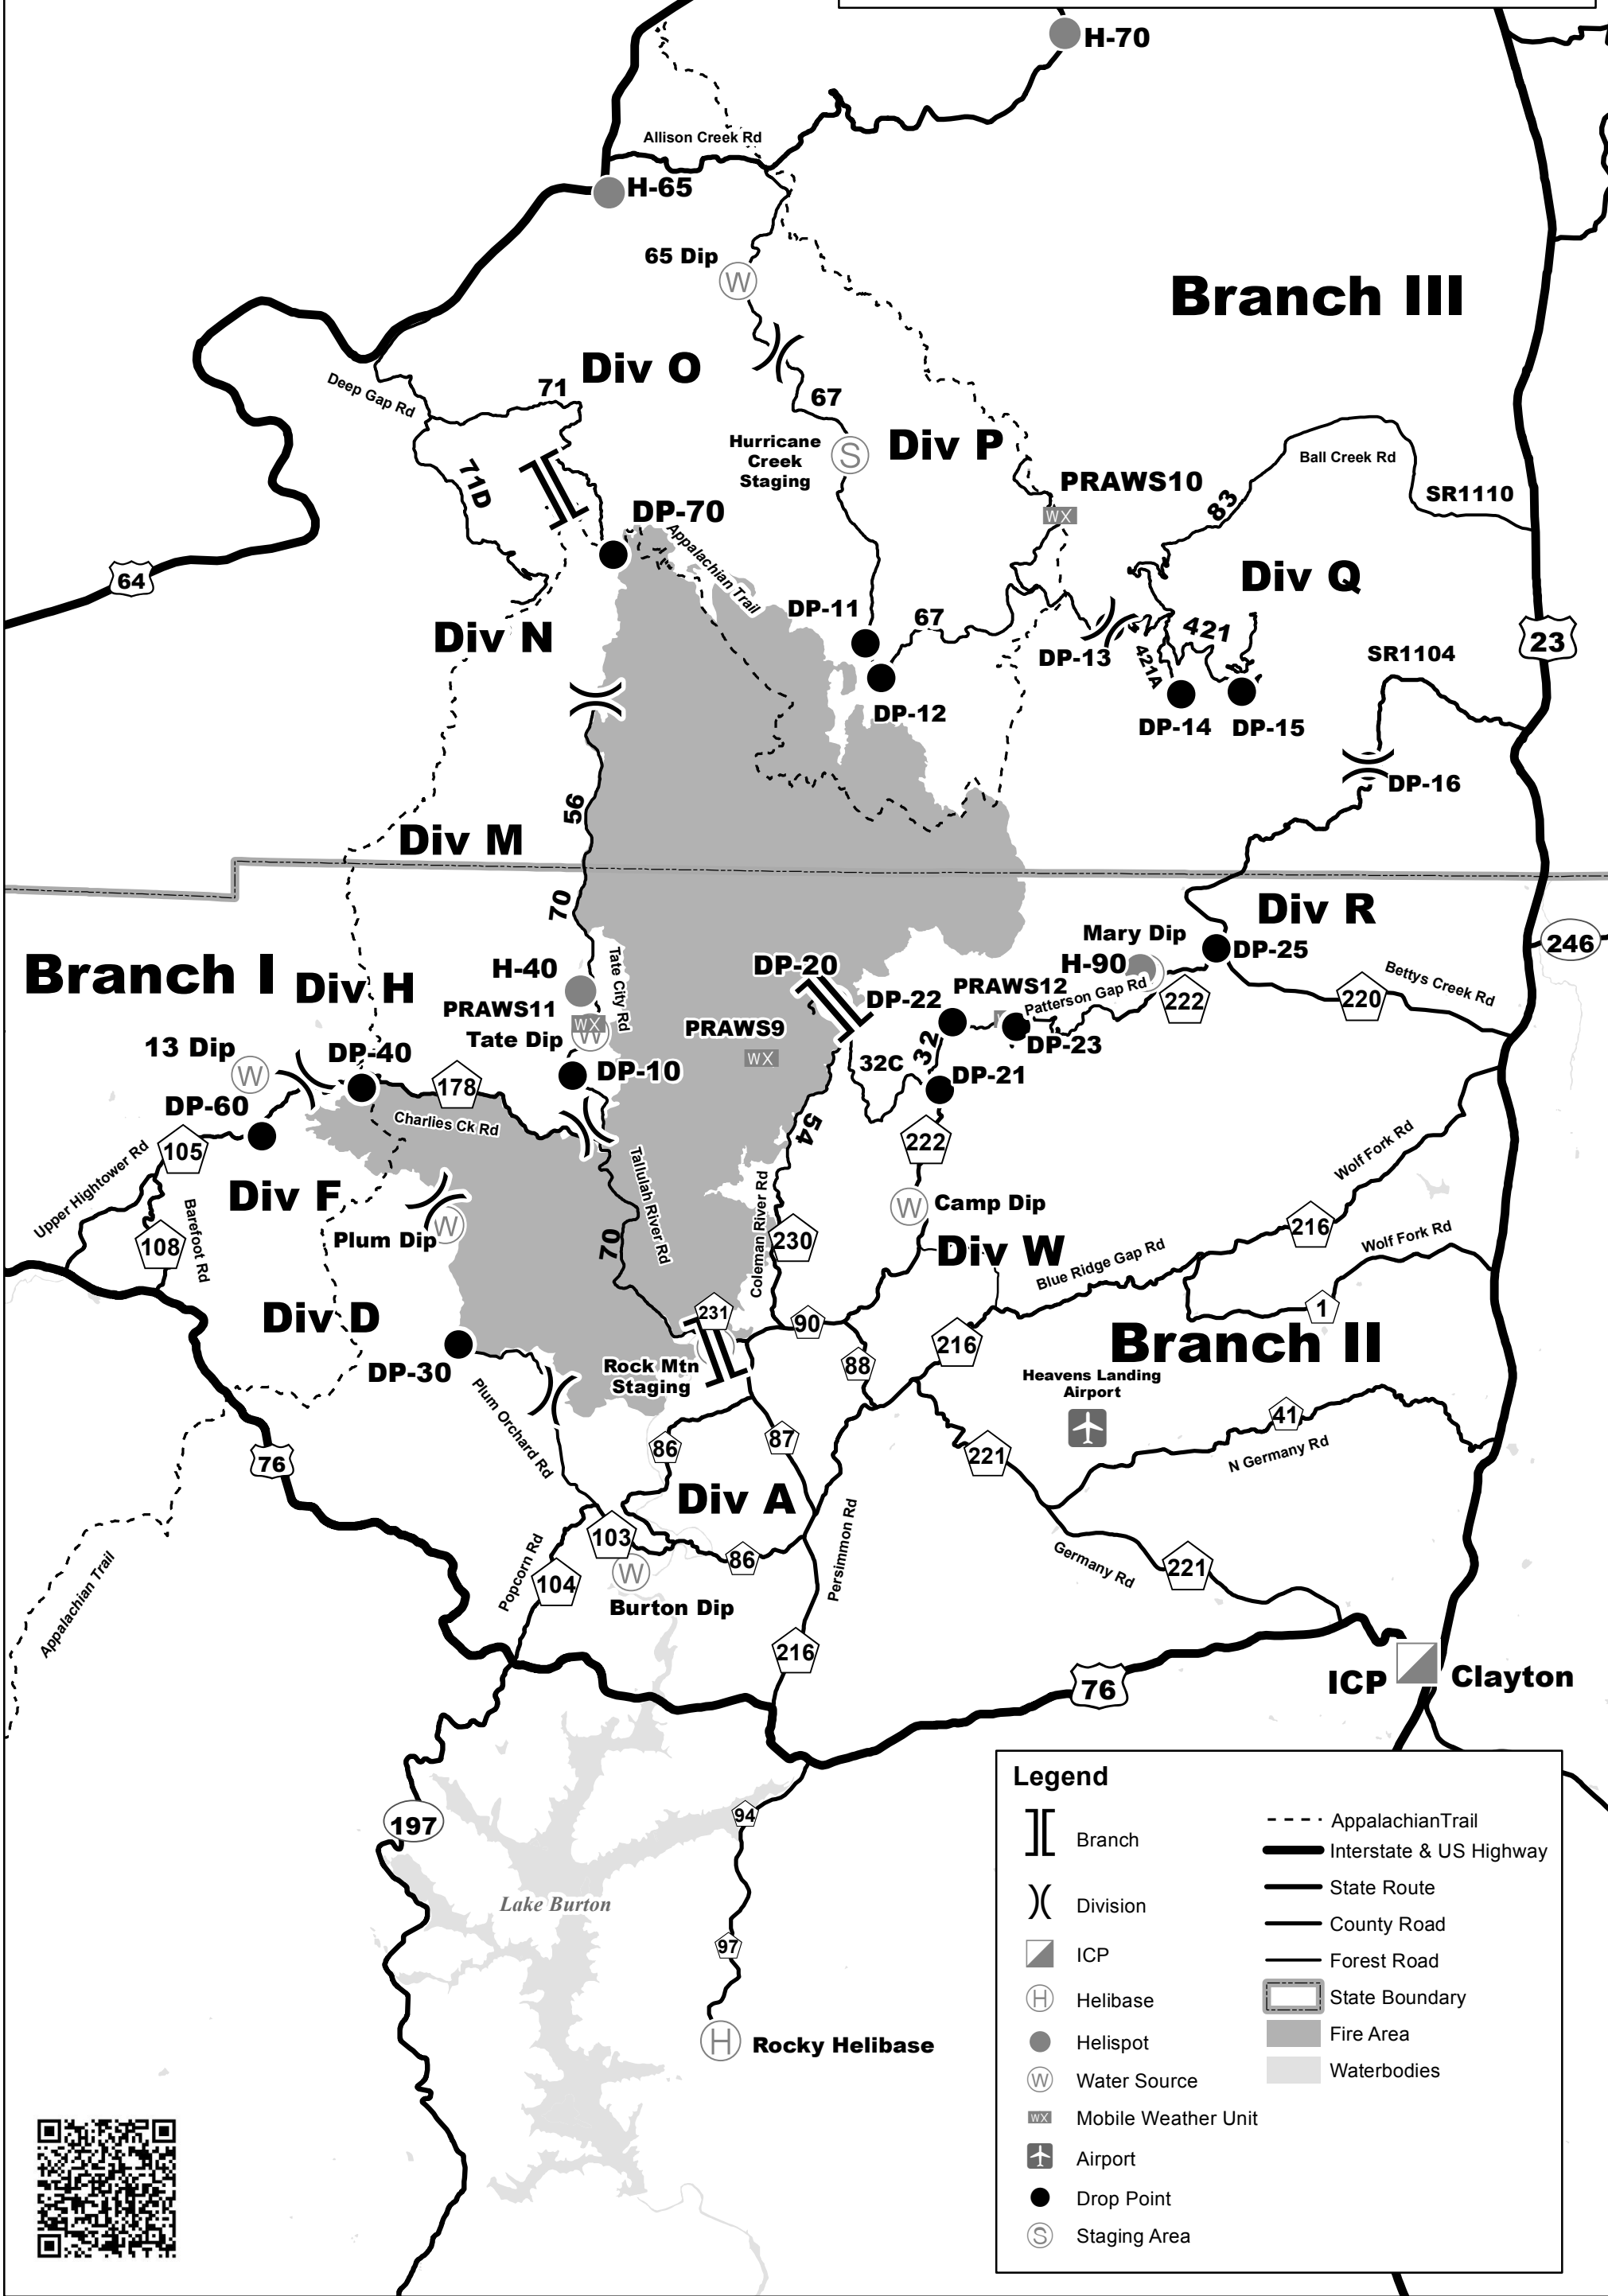 H-70
Allison Creek Rd
H-65
65 Dip
W
Branch III
Div O
Deep Gap Rd
71
67
Hurricane
Creek
Staging
S
Div P
Ball Creek Rd
71D
PRAWS10
WX
83
SR1110
DP-70
Appalachian Trail
64
Div Q
DP-11
67
Div N
421
23
DP-13
421A
SR1104
DP-12
DP-14
DP-15
DP-16
56
Div M
70
Div R
Mary Dip
246
Branch I
Div H
H-40
Tate City Rd
DP-20
H-90
DP-25
Bettys Creek Rd
PRAWS11
WX
DP-22
PRAWS12
Patterson Gap Rd
222
220
Tate Dip
W
PRAWS9
WX
DP-23
13 Dip
W
DP-40
32C
32
DP-10
DP-21
178
DP-60
Charlies Ck Rd
54
222
105
Upper Hightower Rd
Tallulah River Rd
Wolf Fork Rd
Div F
Barefoot Rd
Coleman River Rd
W
Camp Dip
108
Plum Dip
W
70
230
Div W
216
Wolf Fork Rd
Blue Ridge Gap Rd
Div D
231
90
1
216
Branch II
DP-30
Rock Mtn
Staging
88
Heavens Landing
Airport
Plum Orchard Rd
41
N Germany Rd
76
86
87
221
Div A
103
Popcorn Rd
86
Persimmon Rd
Germany Rd
221
Appalachian Trail
104
W
Burton Dip
216
76
ICP
Clayton
197
94
Lake Burton
97
H
Rocky Helibase
Legend
Branch
Division
ICP
H
Helibase
Helispot
W
Water Source
WX
Mobile Weather Unit
Airport
Drop Point
S
Staging Area
AppalachianTrail
Interstate & US Highway
State Route
County Road
Forest Road
State Boundary
Fire Area
Waterbodies